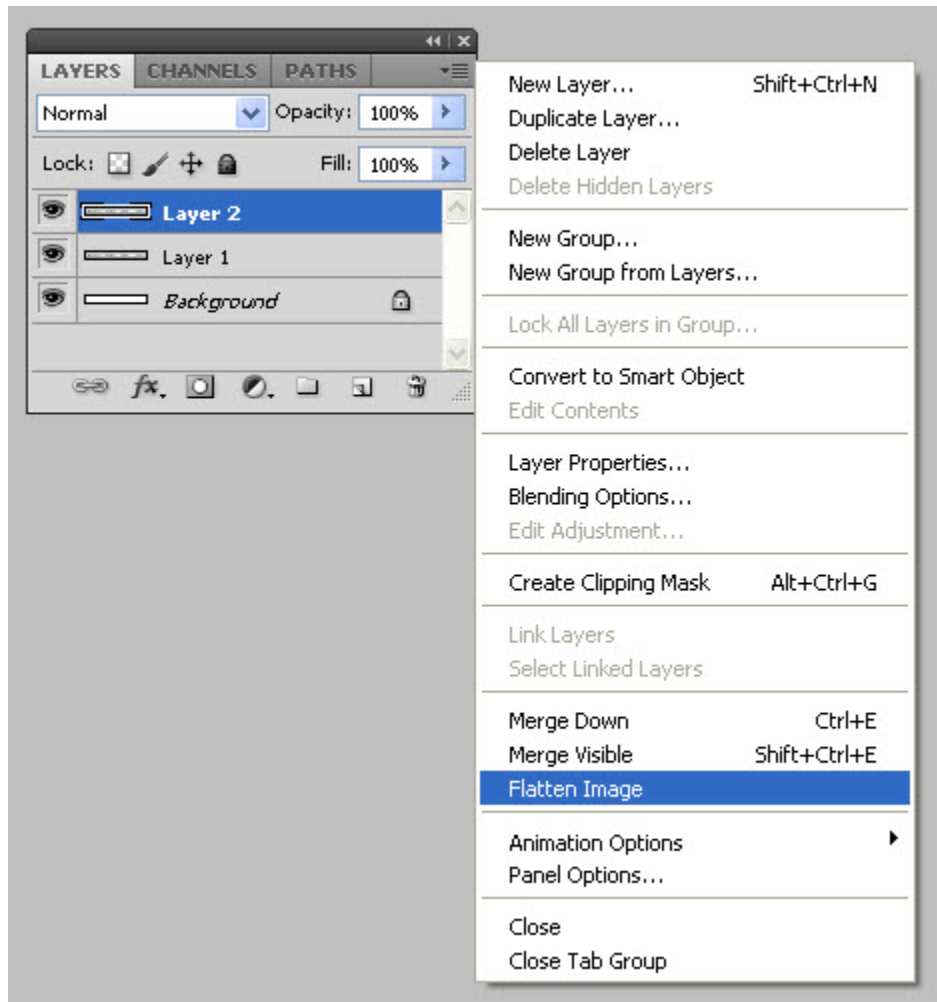 LAYERS CHANNELS PATHS
Normal Opacity: 100%
Lock: Fill: 100%
Layer 2
Layer 1
Background
fx.
New Layer... Shift+Ctrl+N
Duplicate Layer...
Delete Layer
Delete Hidden Layers
New Group...
New Group from Layers...
Lock All Layers in Group...
Convert to Smart Object
Edit Contents
Layer Properties...
Blending Options...
Edit Adjustment...
Create Clipping Mask Alt+Ctrl+G
Link Layers
Select Linked Layers
Merge Down Ctrl+E
Merge Visible Shift+Ctrl+E
Flatten Image
Animation Options
Panel Options...
Close
Close Tab Group